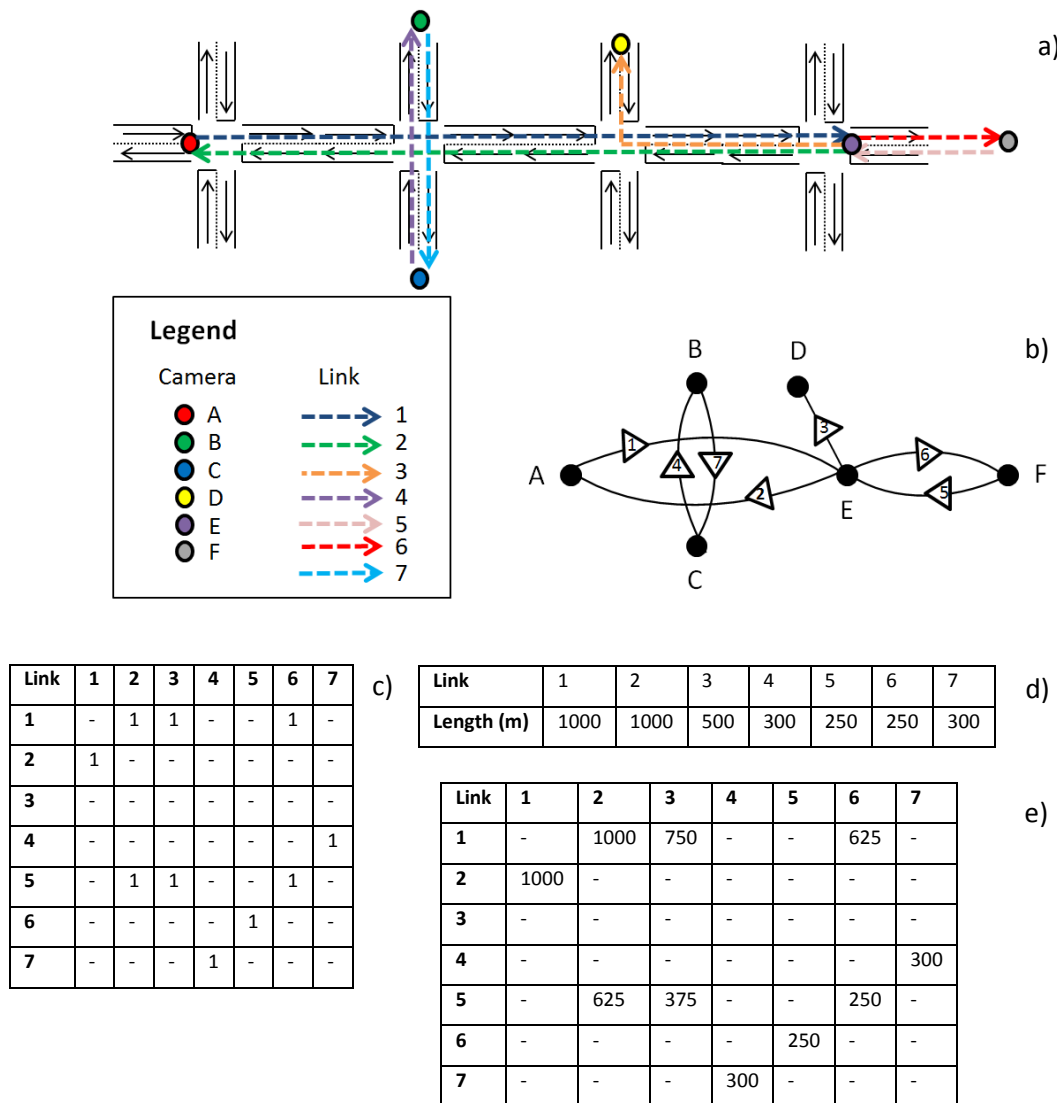 a)
Legend
Camera Link
A 1
B 2
C 3
D 4
E 5
F 6
7
b)
B D
1 4 7 3 6
A 2 E 5 F
C
c)
Link 1 2 3 4 5 6 7
1 - 1 1 - - 1 -
2 1 - - - - - -
3 - - - - - - -
4 - - - - - - 1
5 - 1 1 - - 1 -
6 - - - - 1 - -
7 - - - 1 - - -
d)
Link 1 2 3 4 5 6 7
Length (m) 1000 1000 500 300 250 250 300
e)
Link 1 2 3 4 5 6 7
1 - 1000 750 - - 625 -
2 1000 - - - - - -
3 - - - - - - -
4 - - - - - - 300
5 - 625 375 - - 250 -
6 - - - - 250 - -
7 - - - 300 - - -